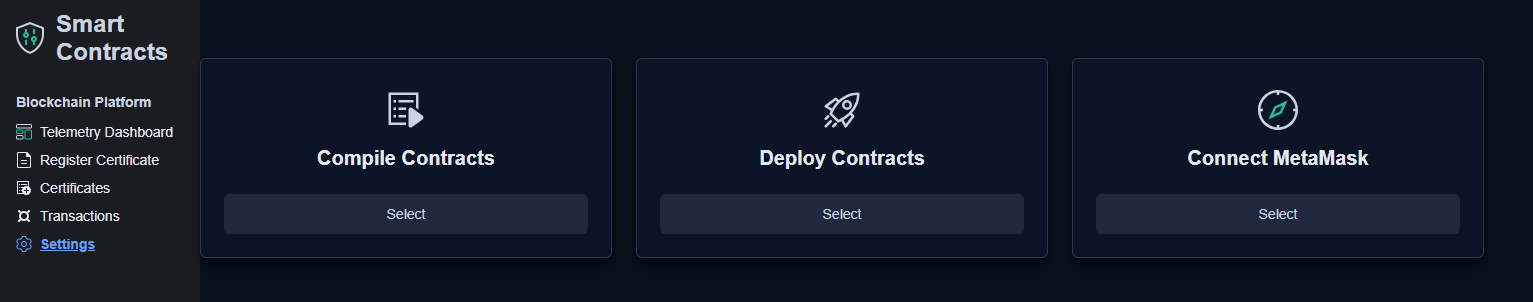 Smart
Contracts
Blockchain Platform
Telemetry Dashboard
Register Certificate
Certificates
Transactions
Settings
Compile Contracts
Select
Deploy Contracts
Select
Connect MetaMask
Select